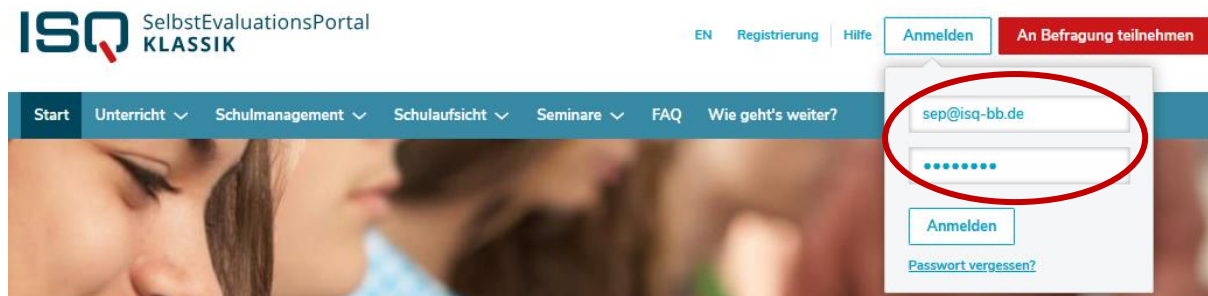 ISQ SelbstEvaluationsPortal
KLASSIK
EN Registrierung Hilfe Anmelden An Befragung teilnehmen
Start Unterricht Schulmanagement Schulaufsicht Seminare FAQ Wie geht's weiter?
sep@isq-bb.de
••••••••
Anmelden
Passwort vergessen?